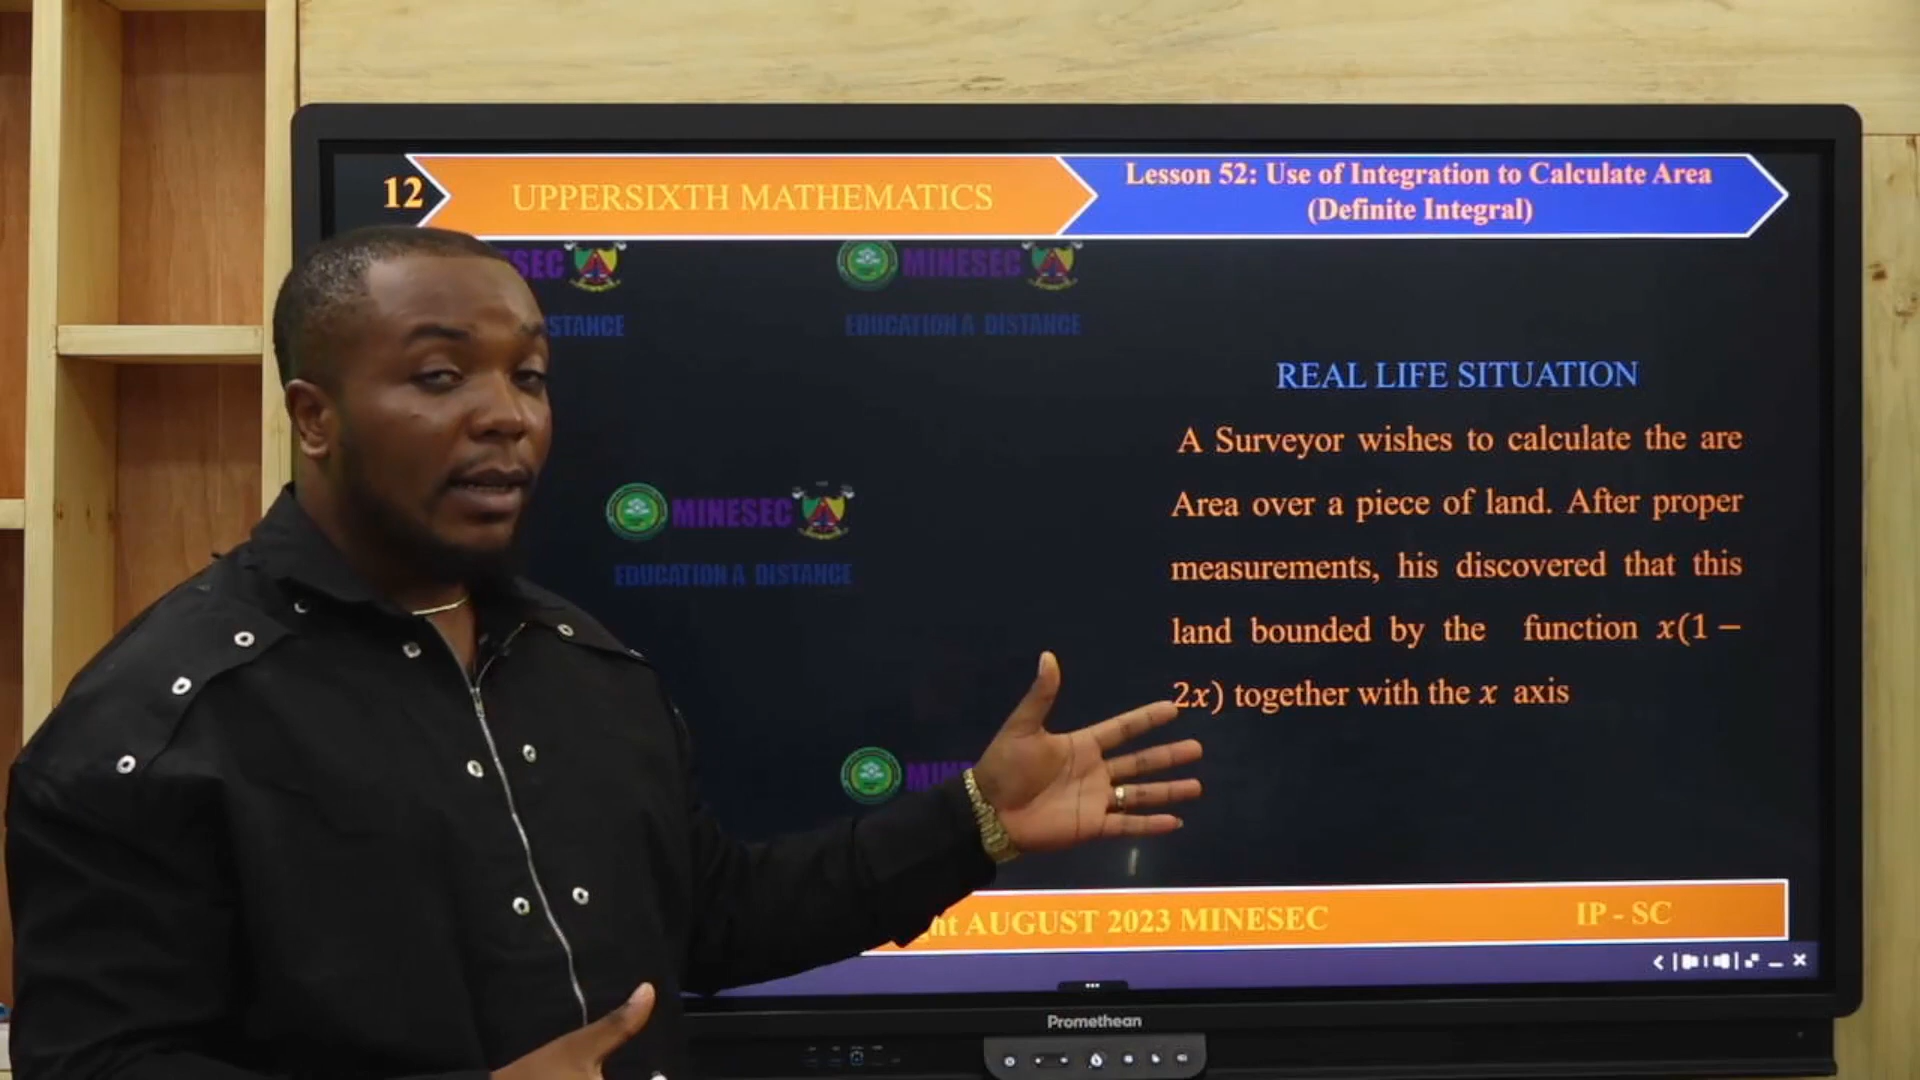 12
UPPERSIXTH MATHEMATICS
Lesson 52: Use of Integration to Calculate Area
(Definite Integral)
MINESEC
EDUCATION A DISTANCE
REAL LIFE SITUATION
A Surveyor wishes to calculate the are
Area over a piece of land. After proper
measurements, his discovered that this
land bounded by the function x(1 −
2x) together with the x axis
MINESEC
EDUCATION A DISTANCE
AUGUST 2023 MINESEC
IP - SC
Promethean